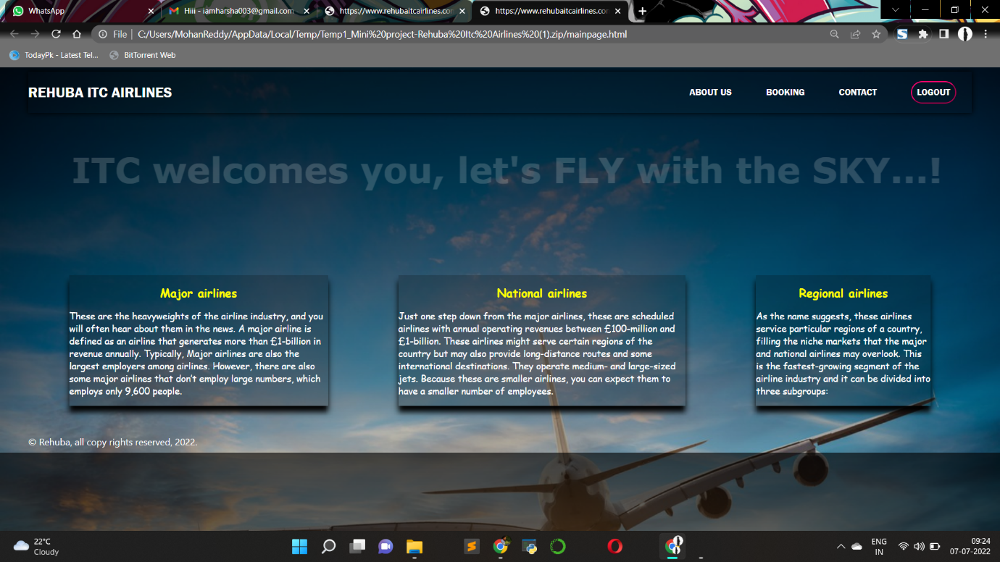 WhatsApp
Hiii - iamharsha003@gmail.com
https://www.rehubaitcairlines.cor
https://www.rehubaitcairlines.cor
File | C:/Users/MohanReddy/AppData/Local/Temp/Temp1_Mini%20project-Rehuba%20Itc%20Airlines%20(1).zip/mainpage.html
TodayPk - Latest Tel...
BitTorrent Web
REHUBA ITC AIRLINES
ABOUT US
BOOKING
CONTACT
LOGOUT
ITC welcomes you, let's FLY with the SKY...!
Major airlines
These are the heavyweights of the airline industry, and you
will often hear about them in the news. A major airline is
defined as an airline that generates more than £1-billion in
revenue annually. Typically, Major airlines are also the
largest employers among airlines. However, there are also
some major airlines that don't employ large numbers, which
employs only 9,600 people.
National airlines
Just one step down from the major airlines, these are scheduled
airlines with annual operating revenues between £100-million and
£1-billion. These airlines might serve certain regions of the
country but may also provide long-distance routes and some
international destinations. They operate medium- and large-sized
jets. Because these are smaller airlines, you can expect them to
have a smaller number of employees.
Regional airlines
As the name suggests, these airlines
service particular regions of a country,
filling the niche markets that the major
and national airlines may overlook. This
is the fastest-growing segment of the
airline industry and it can be divided into
three subgroups:
© Rehuba, all copy rights reserved, 2022.
22°C
Cloudy
ENG
IN
09:24
07-07-2022